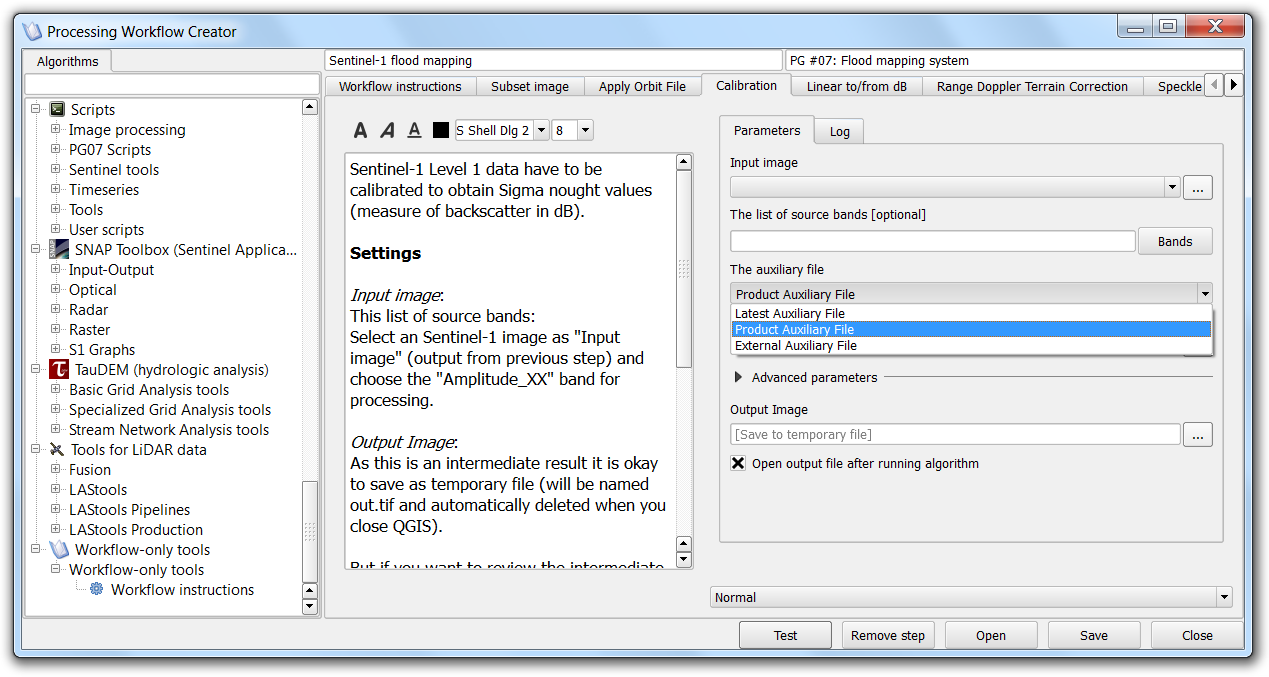 Processing Workflow Creator
Algorithms
Sentinel-1 flood mapping
PG #07: Flood mapping system
Workflow instructions
Subset image
Apply Orbit File
Calibration
Linear to/from dB
Range Doppler Terrain Correction
Speckle
Scripts
Image processing
PG07 Scripts
Sentinel tools
Timeseries
Tools
User scripts
SNAP Toolbox (Sentinel Applica...
Input-Output
Optical
Radar
Raster
S1 Graphs
TauDEM (hydrologic analysis)
Basic Grid Analysis tools
Specialized Grid Analysis tools
Stream Network Analysis tools
Tools for LiDAR data
Fusion
LAStools
LAStools Pipelines
LAStools Production
Workflow-only tools
Workflow-only tools
Workflow instructions
A A A S Shell Dlg 2 8
Sentinel-1 Level 1 data have to be
calibrated to obtain Sigma nought values
(measure of backscatter in dB).
Settings
Input image:
This list of source bands:
Select an Sentinel-1 image as "Input
image" (output from previous step) and
choose the "Amplitude_XX" band for
processing.
Output Image:
As this is an intermediate result it is okay
to save as temporary file (will be named
out.tif and automatically deleted when you
close QGIS).
But if you want to review the intermediate
Parameters
Log
Input image
...
The list of source bands [optional]
Bands
The auxiliary file
Product Auxiliary File
Latest Auxiliary File
Product Auxiliary File
External Auxiliary File
Advanced parameters
Output Image
[Save to temporary file]
...
Open output file after running algorithm
Normal
Test
Remove step
Open
Save
Close